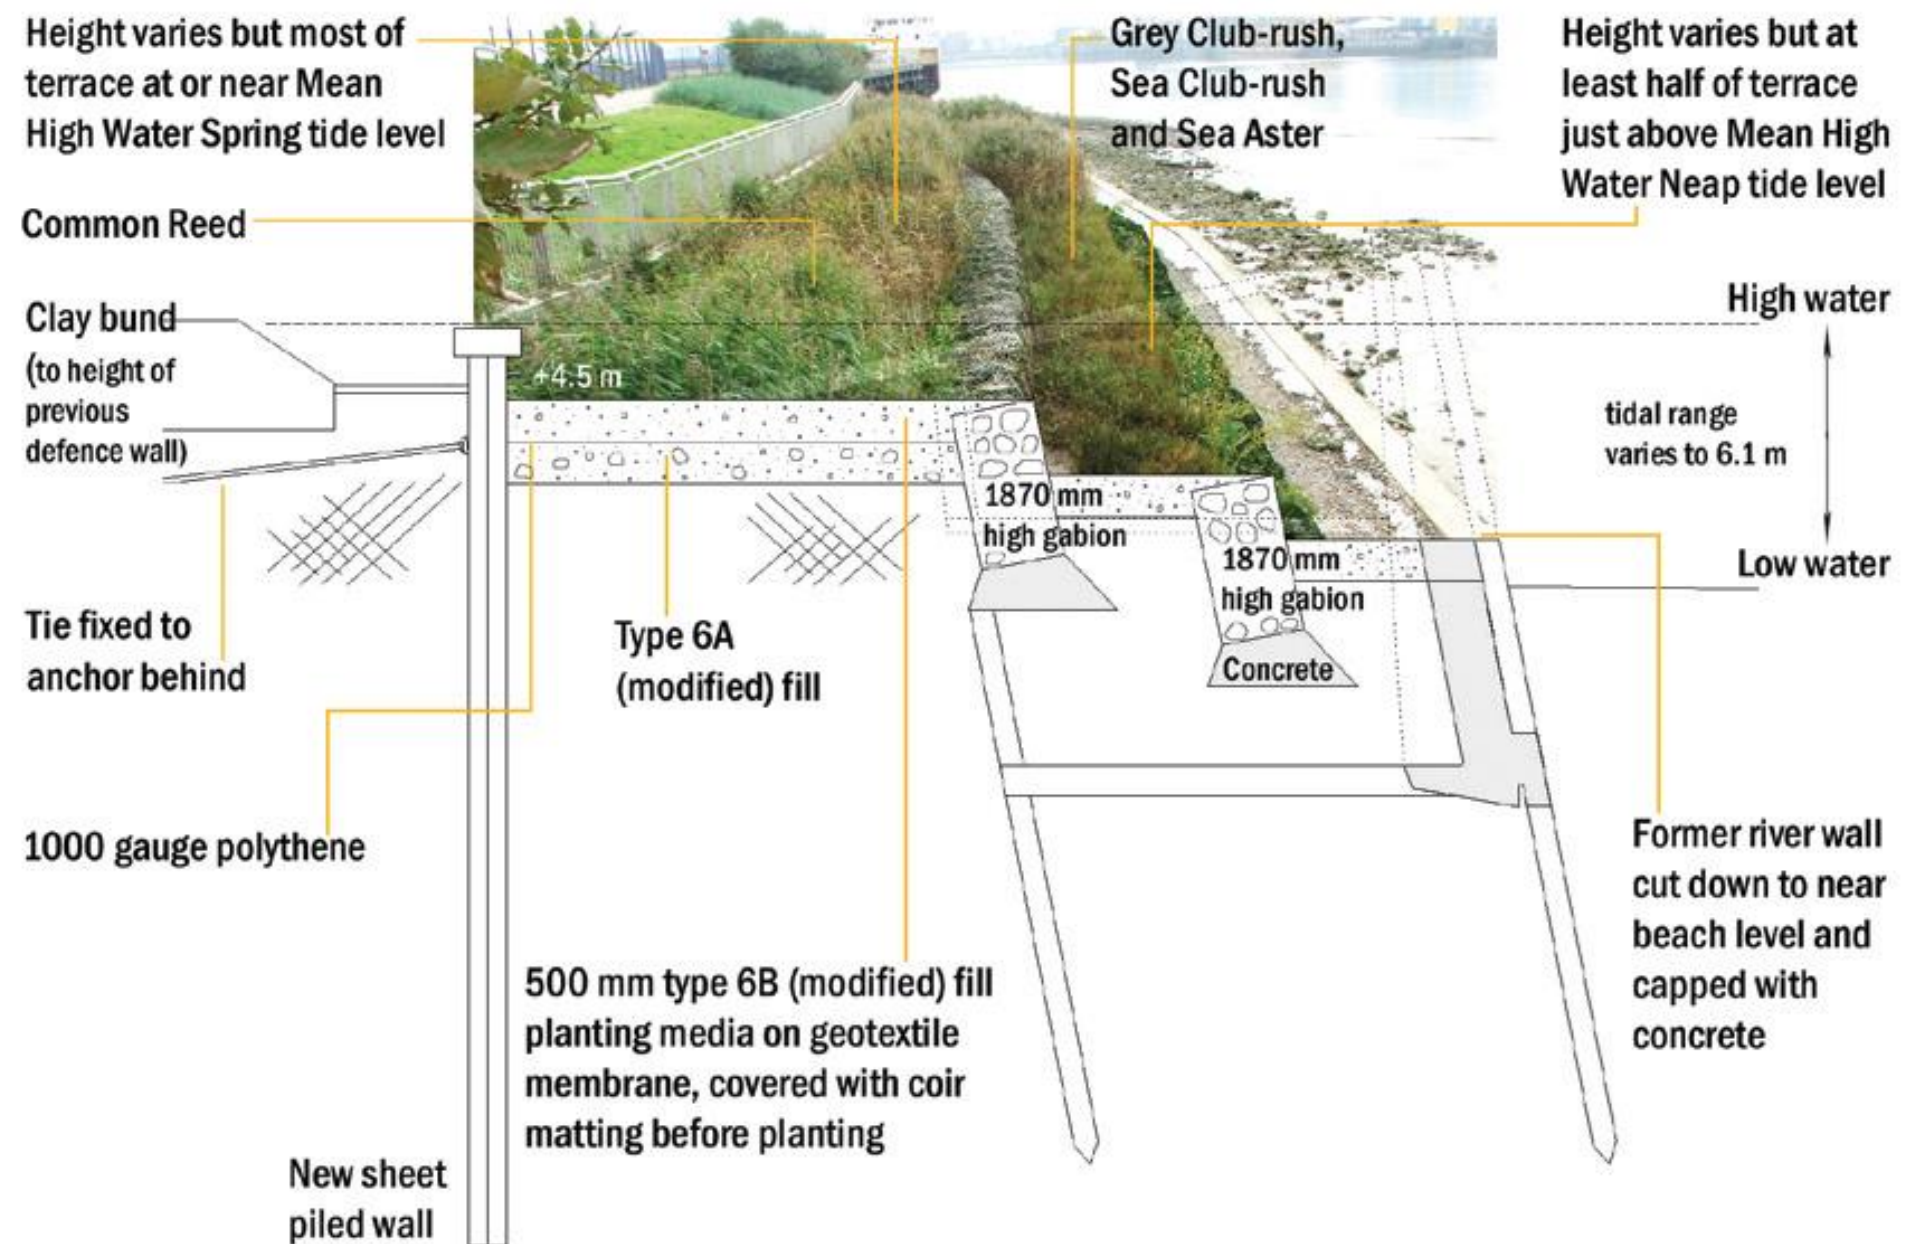 Height varies but most of
terrace at or near Mean
High Water Spring tide level
Grey Club-rush,
Sea Club-rush
and Sea Aster
Height varies but at
least half of terrace
just above Mean High
Water Neap tide level
Common Reed
Clay bund
(to height of
previous
defence wall)
High water
+4.5 m
tidal range
varies to 6.1 m
1870 mm
high gabion
1870 mm
high gabion
Low water
Tie fixed to
anchor behind
Type 6A
(modified) fill
Concrete
1000 gauge polythene
Former river wall
cut down to near
beach level and
capped with
concrete
500 mm type 6B (modified) fill
planting media on geotextile
membrane, covered with coir
matting before planting
New sheet
piled wall